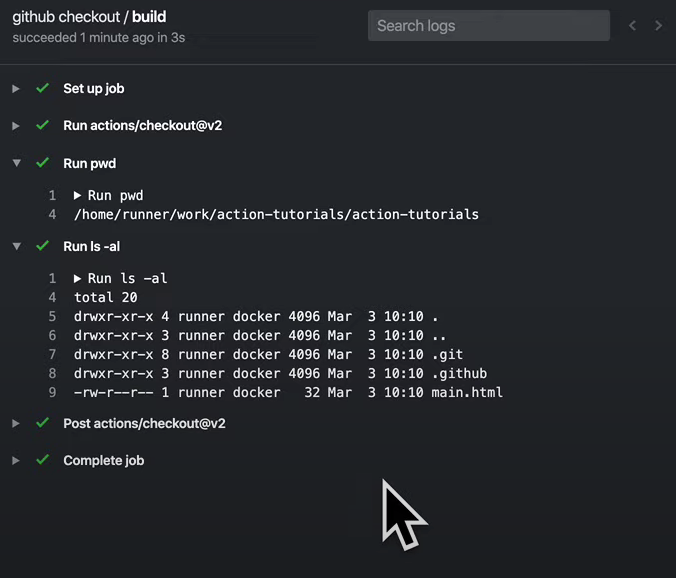 github checkout / build
succeeded 1 minute ago in 3s
Search logs
Set up job
Run actions/checkout@v2
Run pwd
1 Run pwd
4 /home/runner/work/action-tutorials/action-tutorials
Run ls -al
1 Run ls -al
4 total 20
5 drwxr-xr-x 4 runner docker 4096 Mar  3 10:10 .
6 drwxr-xr-x 3 runner docker 4096 Mar  3 10:10 ..
7 drwxr-xr-x 8 runner docker 4096 Mar  3 10:10 .git
8 drwxr-xr-x 3 runner docker 4096 Mar  3 10:10 .github
9 -rw-r--r-- 1 runner docker   32 Mar  3 10:10 main.html
Post actions/checkout@v2
Complete job